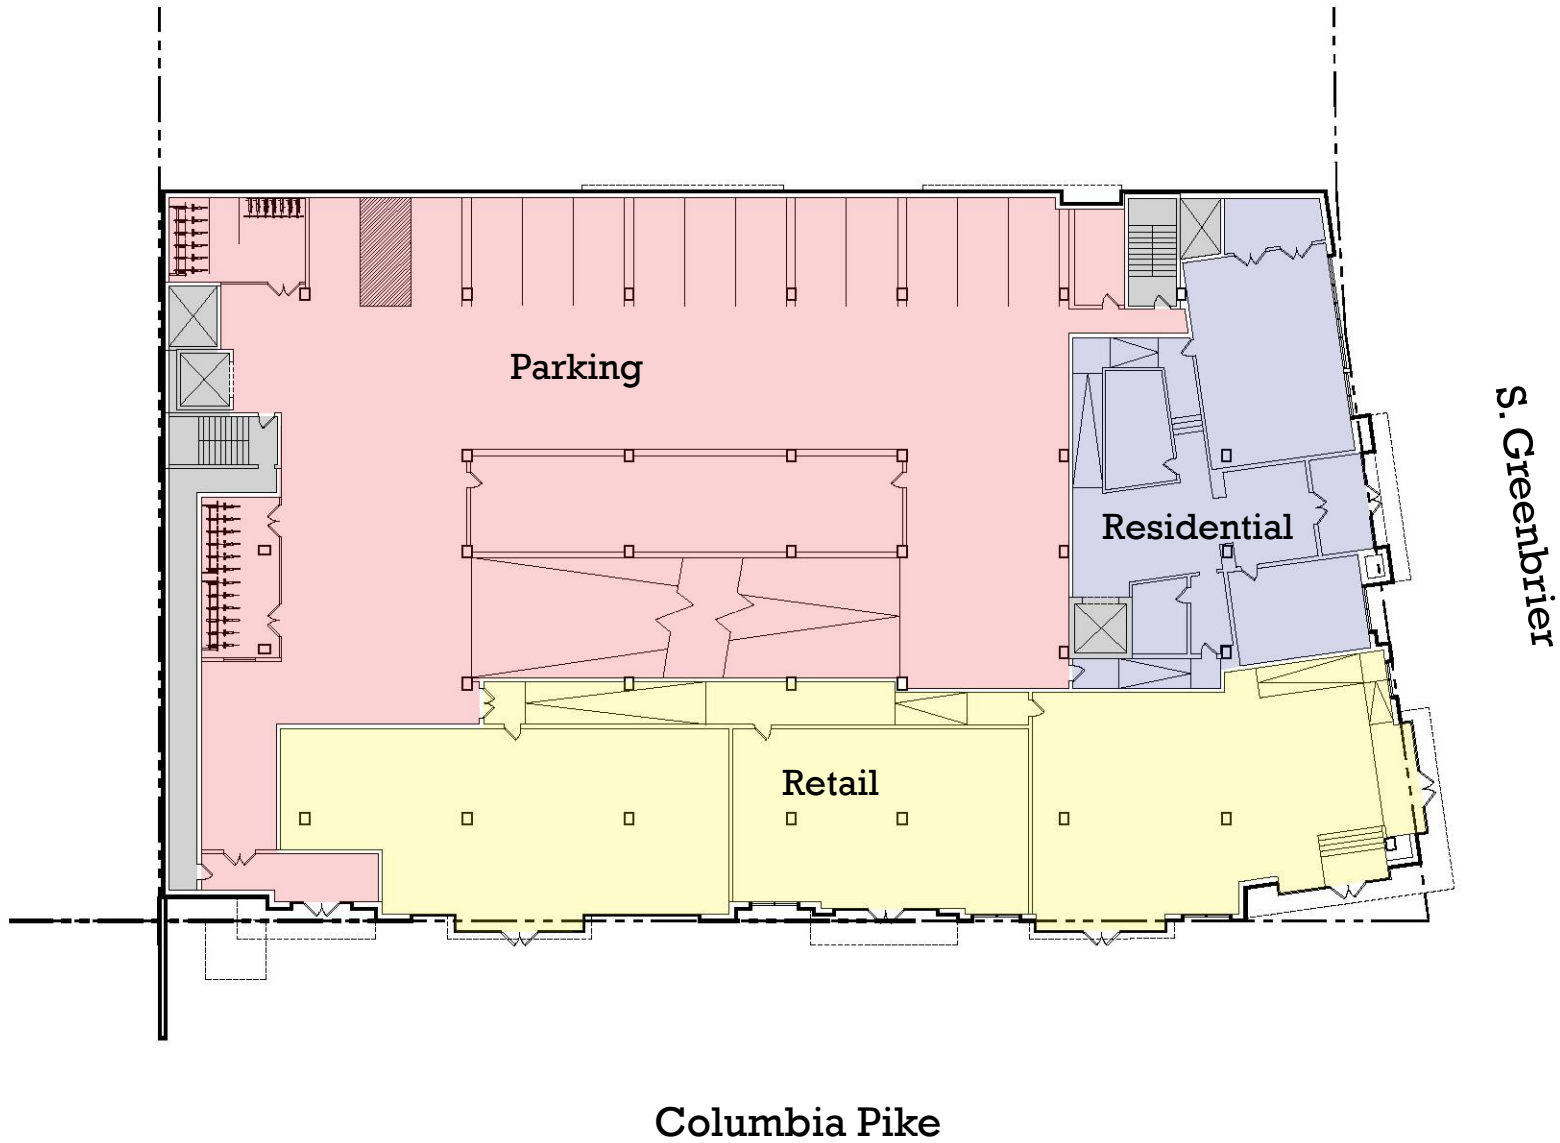 Parking
S. Greenbrier
Residential
Retail
Columbia Pike